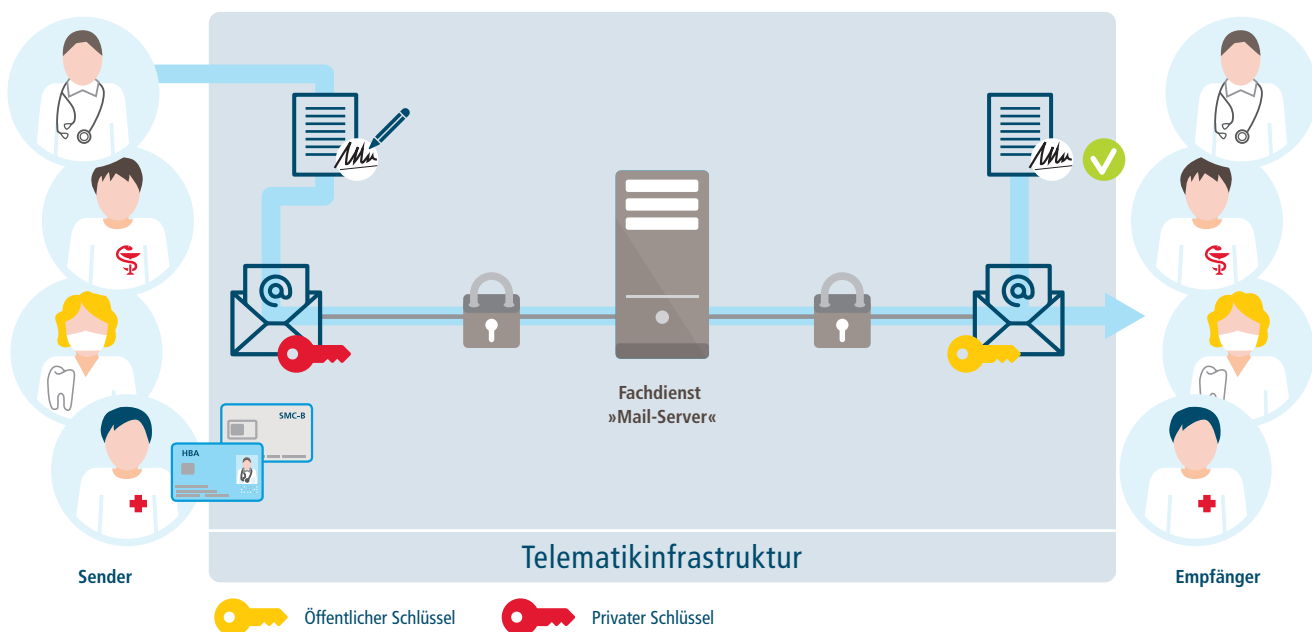 SMC-B
HBA
Fachdienst
»Mail-Server«
Telematikinfrastruktur
Sender
Empfänger
Öffentlicher Schlüssel
Privater Schlüssel